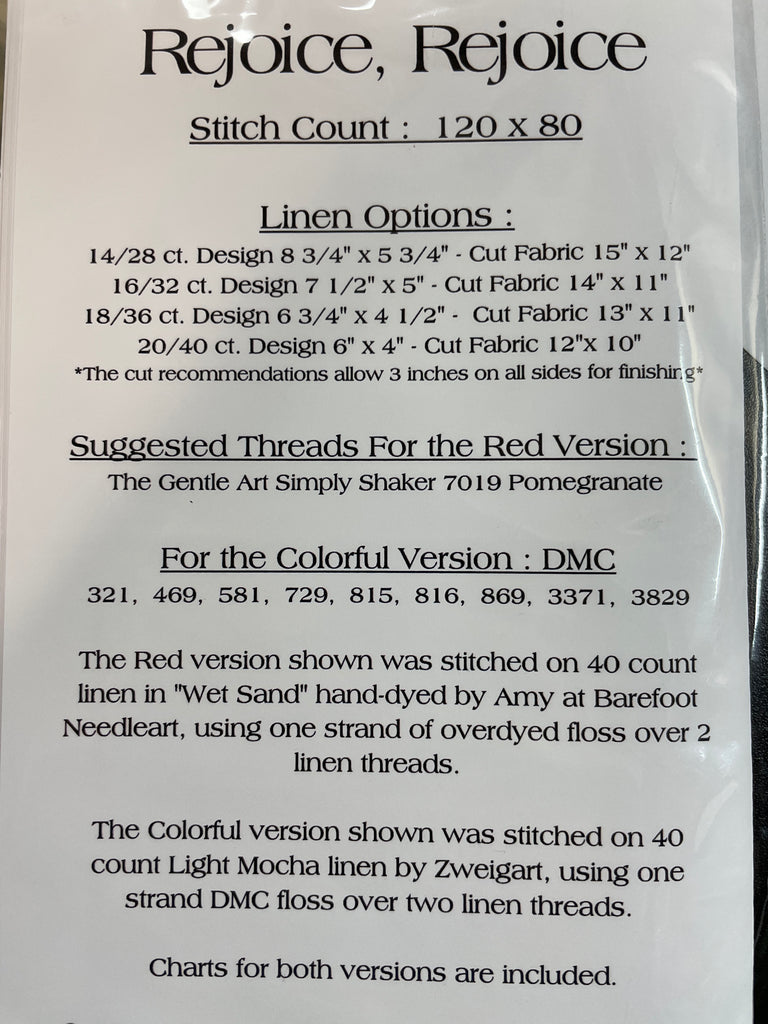 Rejoice, Rejoice
Stitch Count : 120 x 80
Linen Options :
14/28 ct. Design 8 3/4" x 5 3/4" - Cut Fabric 15" x 12"
16/32 ct. Design 7 1/2" x 5" - Cut Fabric 14" x 11"
18/36 ct. Design 6 3/4" x 4 1/2" - Cut Fabric 13" x 11"
20/40 ct. Design 6" x 4" - Cut Fabric 12"x 10"
*The cut recommendations allow 3 inches on all sides for finishing*
Suggested Threads For the Red Version :
The Gentle Art Simply Shaker 7019 Pomegranate
For the Colorful Version : DMC
321, 469, 581, 729, 815, 816, 869, 3371, 3829
The Red version shown was stitched on 40 count
linen in "Wet Sand" hand-dyed by Amy at Barefoot
Needleart, using one strand of overdyed floss over 2
linen threads.
The Colorful version shown was stitched on 40
count Light Mocha linen by Zweigart, using one
strand DMC floss over two linen threads.
Charts for both versions are included.